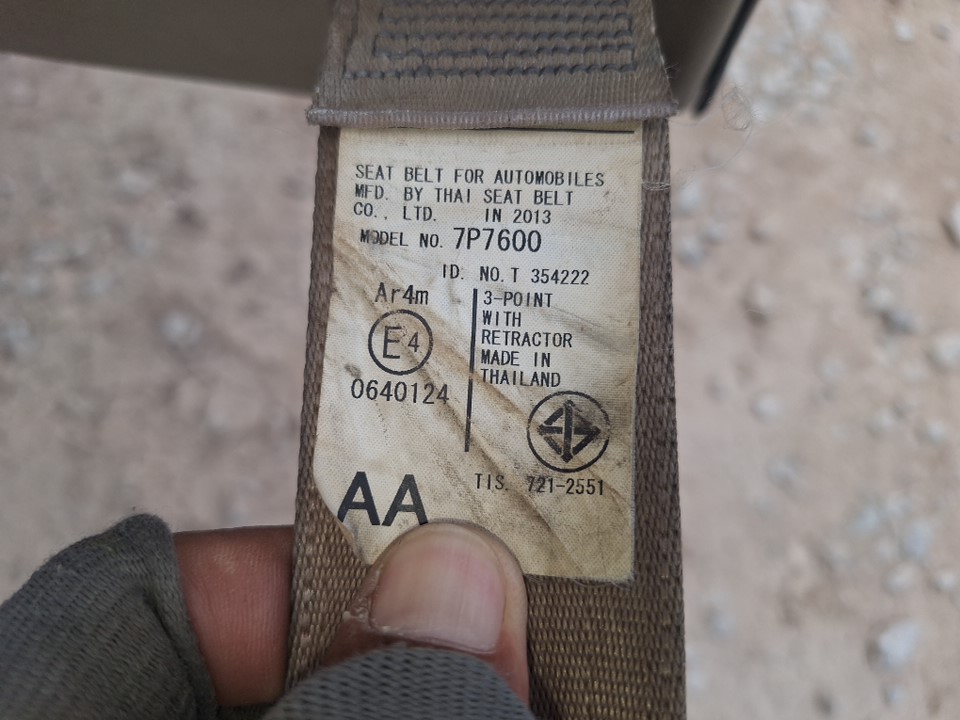 SEAT BELT FOR AUTOMOBILES
MFD. BY THAI SEAT BELT
CO., LTD. IN 2013
MODEL NO. 7P7600
ID. NO. T 354222
Ar4m
E4
0640124
3-POINT
WITH
RETRACTOR
MADE IN
THAILAND
TIS. 721-2551
AA